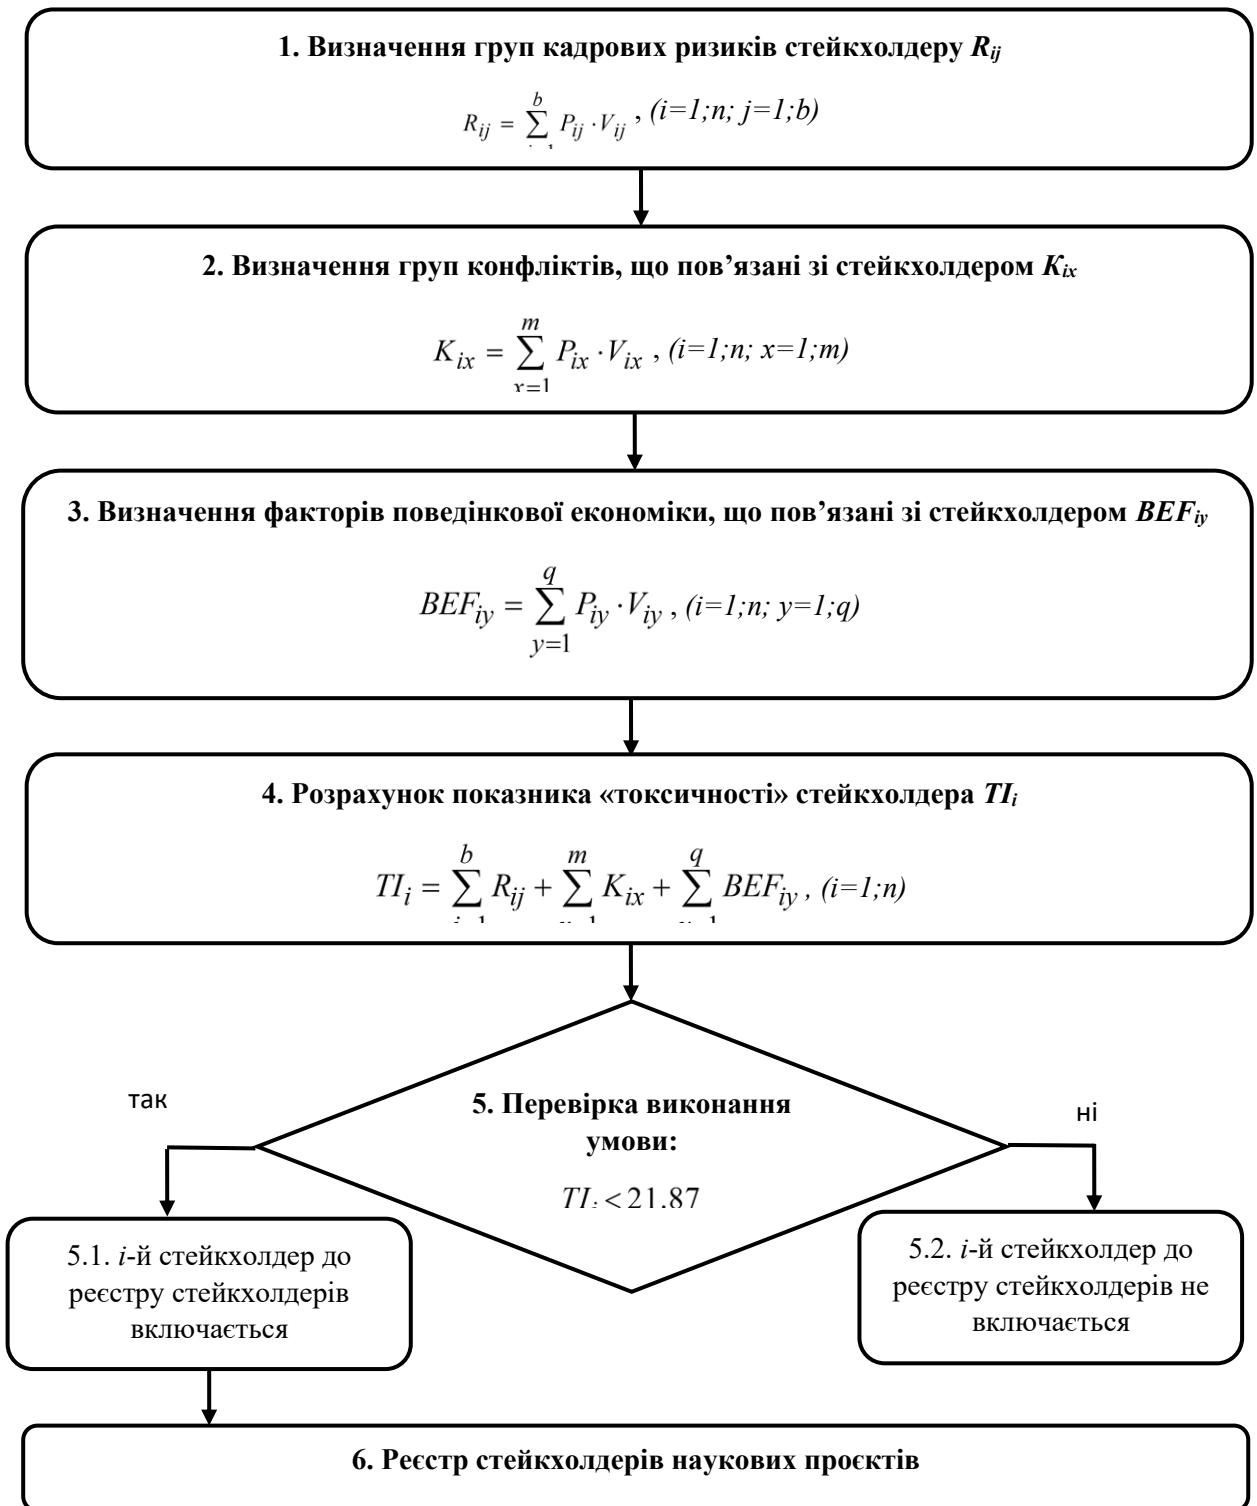 1. Визначення груп кадрових ризиків стейкхолдеру Rij
b
Rij = ∑ Pij · Vij , (i=1;n; j=1;b)
2. Визначення груп конфліктів, що пов’язані зі стейкхолдером Kix
m
Kix = ∑ Pix · Vix , (i=1;n; x=1;m)
x=1
3. Визначення факторів поведінкової економіки, що пов’язані зі стейкхолдером BEFiy
q
BEFiy = ∑ Piy · Viy , (i=1;n; y=1;q)
y=1
4. Розрахунок показника «токсичності» стейкхолдера TIi
b m q
TIi = ∑ Rij + ∑ Kix + ∑ BEFiy , (i=1;n)
так
5. Перевірка виконання
ні
умови:
TIi < 21.87
5.1. i-й стейкхолдер до
реєстру стейкхолдерів
включається
5.2. i-й стейкхолдер до
реєстру стейкхолдерів не
включається
6. Реєстр стейкхолдерів наукових проєктів